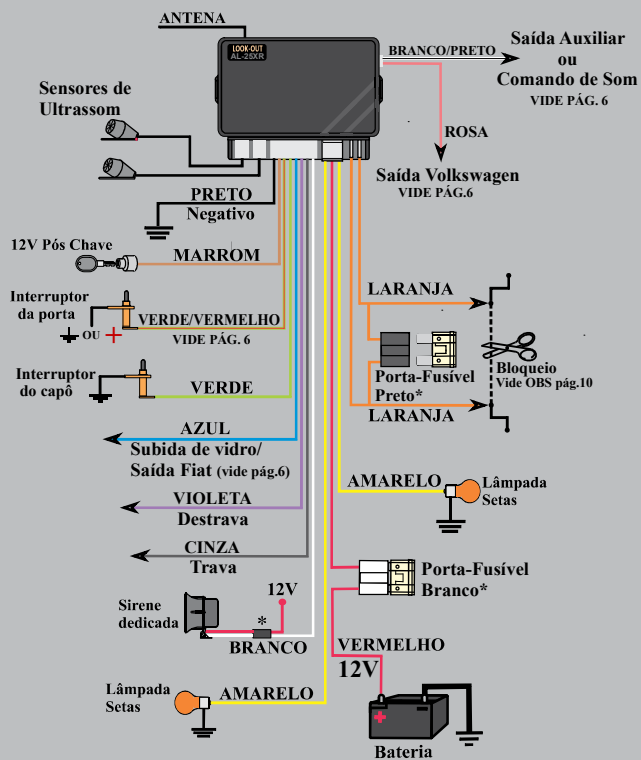 ANTENA
LOOK-OUT
AL-25XR
BRANCO/PRETO
Saída Auxiliar
ou
Comando de Som
VIDE PÁG. 6
Sensores de
Ultrassom
ROSA
Saída Volkswagen
VIDE PÁG.6
PRETO
Negativo
12V Pós Chave
MARROM
Interruptor
da porta
OU +
VERDE/VERMELHO
VIDE PÁG. 6
LARANJA
Porta-Fusível
Preto*
Bloqueio
Vide OBS pág.10
LARANJA
Interruptor
do capô
VERDE
AZUL
Subida de vidro/
Saída Fiat (vide pág.6)
VIOLETA
Destrava
AMARELO
Lâmpada
Setas
CINZA
Trava
Porta-Fusível
Branco*
Sirene
dedicada
12V
*
BRANCO
VERMELHO
12V
Lâmpada
Setas
AMARELO
+
Bateria